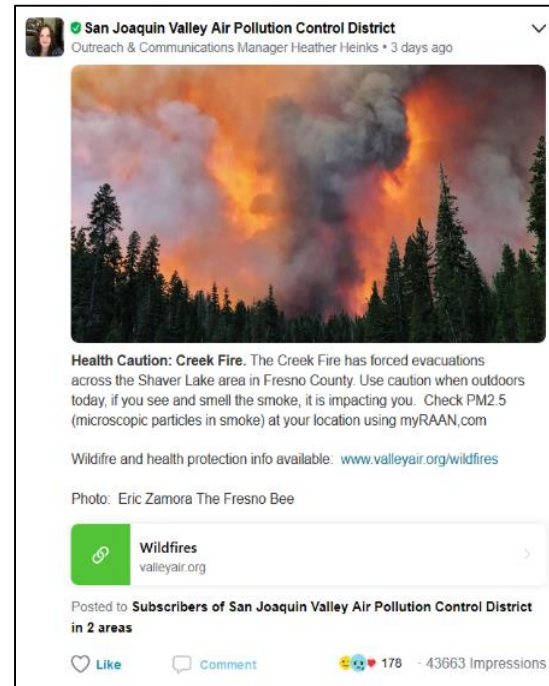 San Joaquin Valley Air Pollution Control District
Outreach & Communications Manager Heather Heinks • 3 days ago
Health Caution: Creek Fire. The Creek Fire has forced evacuations
across the Shaver Lake area in Fresno County. Use caution when outdoors
today, if you see and smell the smoke, it is impacting you.  Check PM2.5
(microscopic particles in smoke) at your location using myRAAN,com
Wildifre and health protection info available:  www.valleyair.org/wildfires
Photo:  Eric Zamora The Fresno Bee
Wildfires
valleyair.org
Posted to Subscribers of San Joaquin Valley Air Pollution Control District
in 2 areas
Like Comment 178 · 43663 Impressions